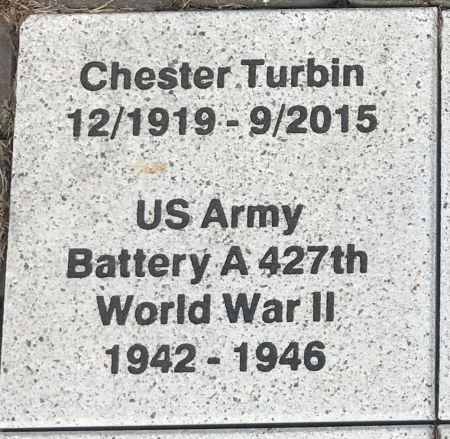 Chester Turbin
12/1919 - 9/2015
US Army
Battery A 427th
World War II
1942 - 1946